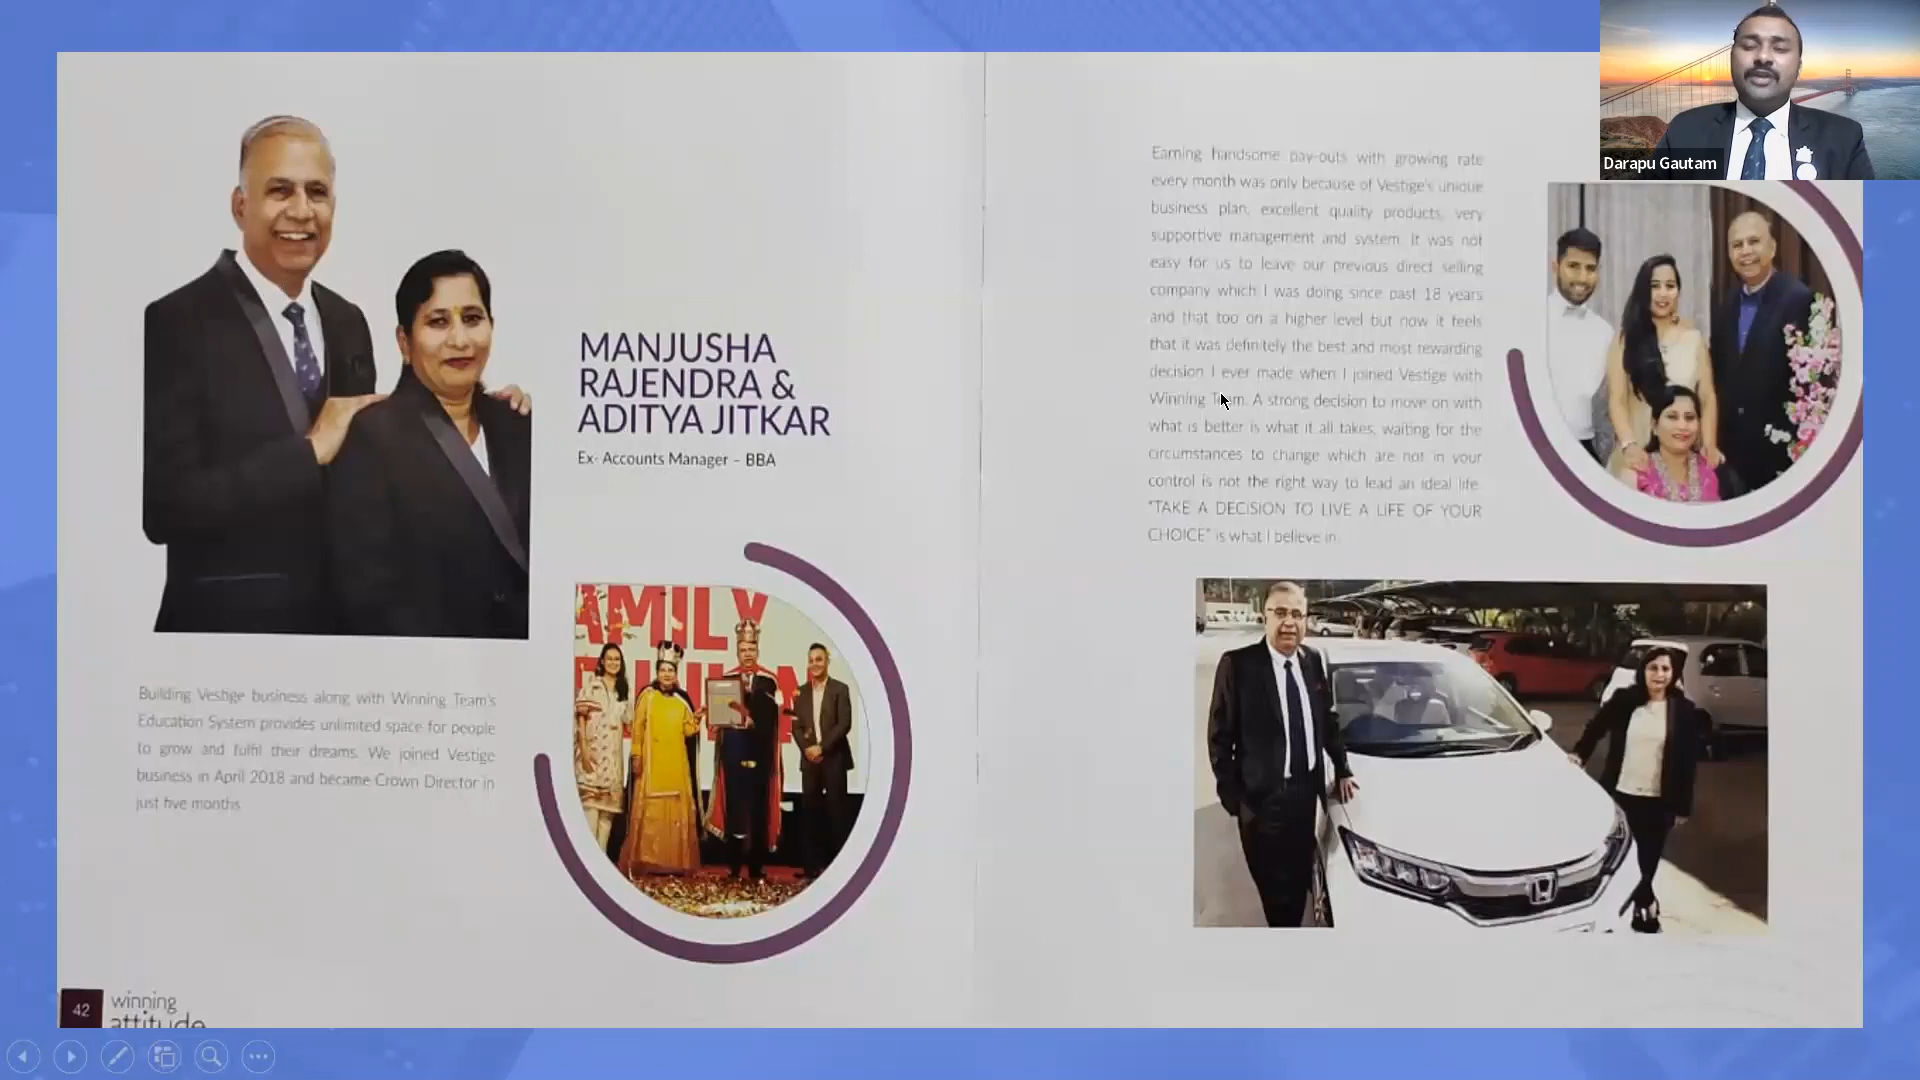 MANJUSHA
RAJENDRA &
ADITYA JITKAR
Ex- Accounts Manager – BBA
Building Vestige business along with Winning Team's
Education System provides unlimited space for people
to grow and fulfil their dreams. We joined Vestige
business in April 2018 and became Crown Director in
just five months
AMILY
42
winning
attitude
Earning handsome pay-outs with growing rate
every month was only because of Vestige's unique
business plan, excellent quality products, very
supportive management and system. It was not
easy for us to leave our previous direct selling
company which I was doing since past 18 years
and that too on a higher level but now it feels
that it was definitely the best and most rewarding
decision I ever made when I joined Vestige with
Winning Team. A strong decision to move on with
what is better is what it all takes, waiting for the
circumstances to change which are not in your
control is not the right way to lead an ideal life.
"TAKE A DECISION TO LIVE A LIFE OF YOUR
CHOICE" is what I believe in.
Darapu Gautam